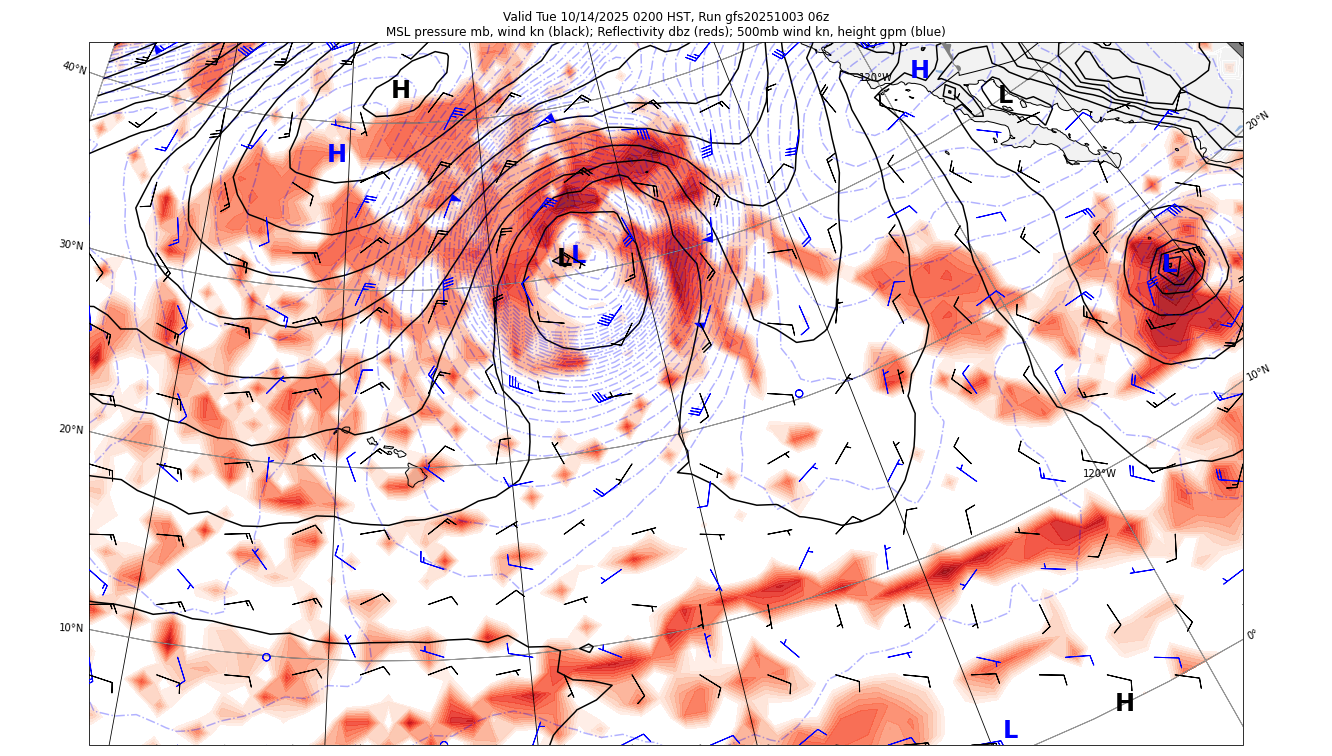 Valid Tue 10/14/2025 0200 HST, Run gfs20251003 06z
MSL pressure mb, wind kn (black); Reflectivity dbz (reds); 500mb wind kn, height gpm (blue)
40°N
H
120°W
H
L
20°N
H
30°N
L
L
L
10°N
20°N
120°W
10°N
0°
H
L